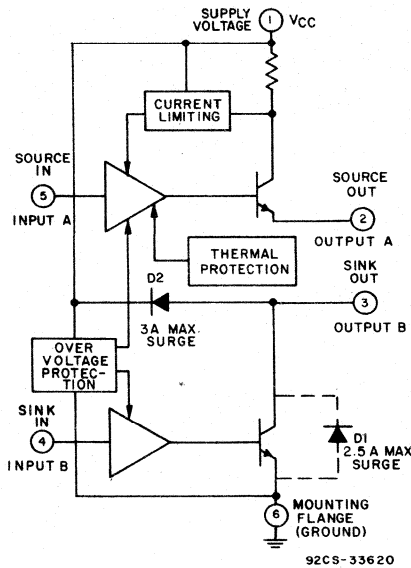 SUPPLY
VOLTAGE
1
VCC
CURRENT
LIMITING
SOURCE
IN
5
INPUT A
SOURCE
OUT
2
OUTPUT A
THERMAL
PROTECTION
D2
3A MAX.
SURGE
SINK
OUT
3
OUTPUT B
OVER
VOLTAGE
PROTEC-
TION
SINK
IN
4
INPUT B
D1
2.5 A MAX
SURGE
6
MOUNTING
FLANGE
(GROUND)
92CS-33620